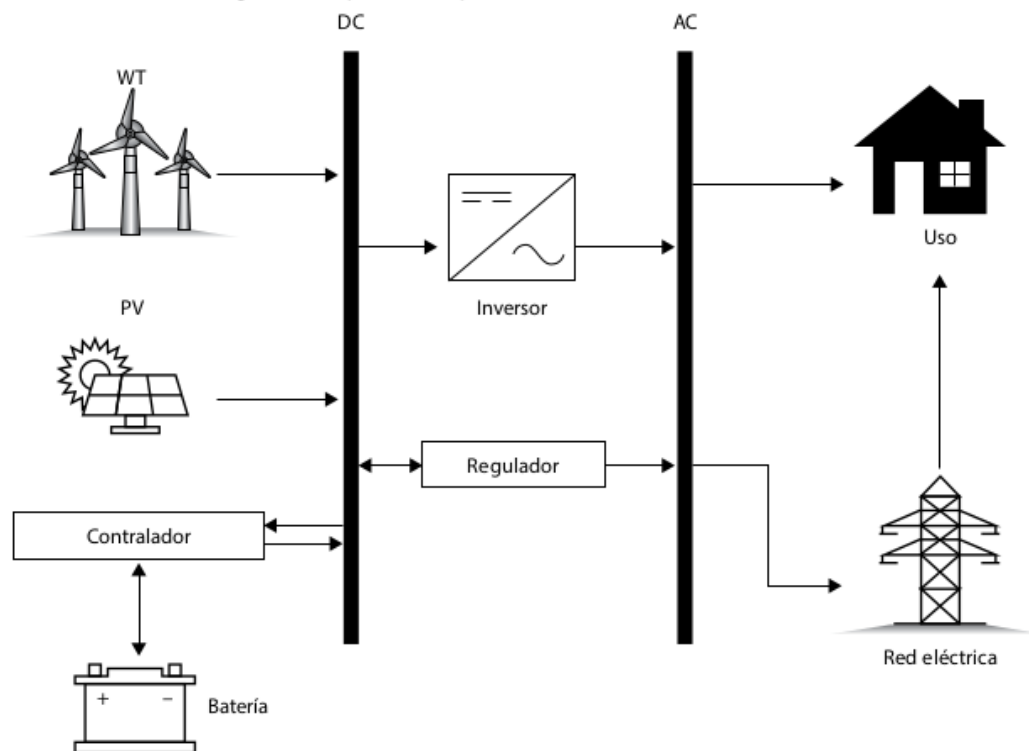 DC
AC
WT
Uso
Inversor
PV
Regulador
Contralador
Red eléctrica
+ −
Batería